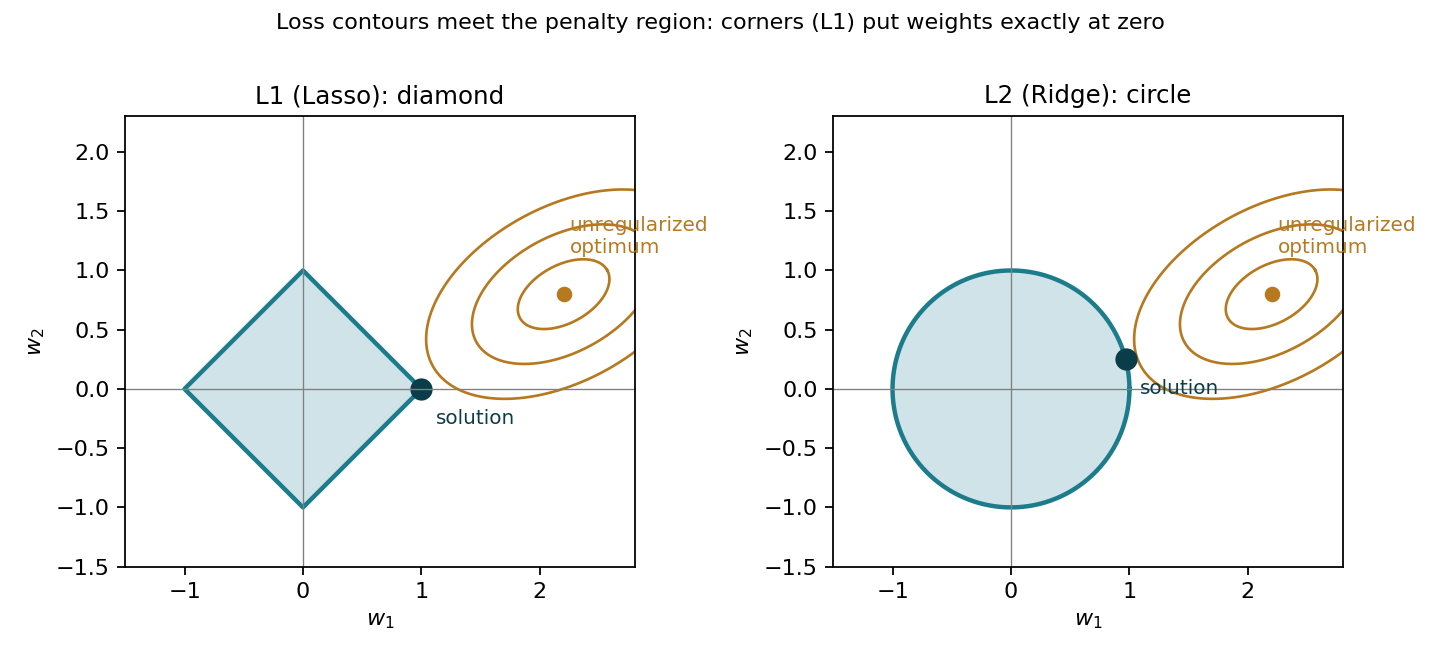 Loss contours meet the penalty region: corners (L1) put weights exactly at zero
L1 (Lasso): diamond
2.0
1.5
1.0
0.5
0.0
−0.5
−1.0
−1.5
−1
0
1
2
w₁
w₂
unregularized
optimum
solution
L2 (Ridge): circle
2.0
1.5
1.0
0.5
0.0
−0.5
−1.0
−1.5
−1
0
1
2
w₁
w₂
unregularized
optimum
solution